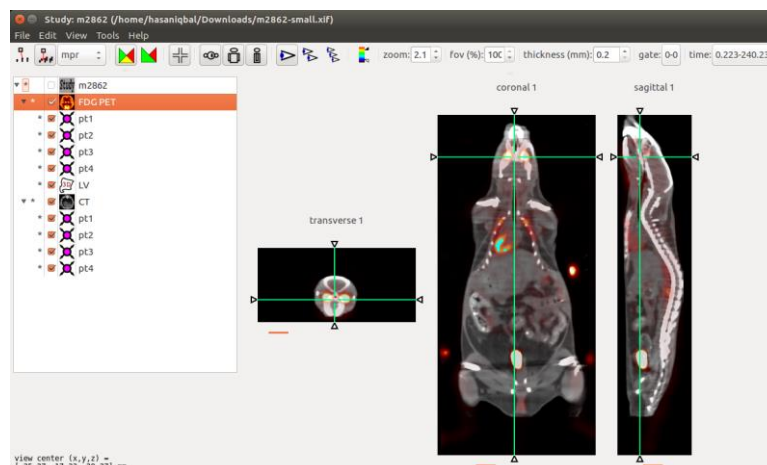 Study: m2862 (/home/hasaniqbal/Downloads/m2862-small.xif)
File Edit View Tools Help
mpr zoom: 2.1 fov (%): 10C thickness (mm): 0.2 gate: 0-0 time: 0.223-240.23
m2862
FDG PET
pt1
pt2
pt3
pt4
LV
CT
pt1
pt2
pt3
pt4
coronal 1 sagittal 1
transverse 1
view center (x,y,z) =